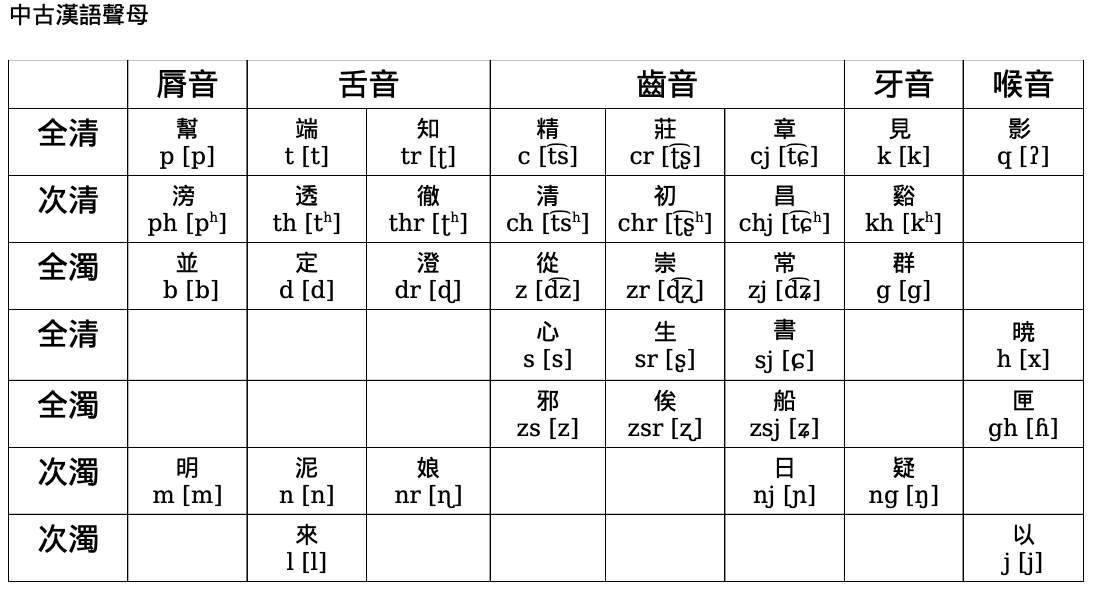 中古漢語聲母
脣音 舌音 齒音 牙音 喉音
全清 幫 端 知 精 莊 章 見 影
p [p] t [t] tr [ʈ] c [t͡s] cr [ʈ͡ʂ] cj [t͡ɕ] k [k] q [ʔ]
次清 滂 透 徹 清 初 昌 谿
ph [pʰ] th [tʰ] thr [ʈʰ] ch [t͡sʰ] chr [ʈ͡ʂʰ] chj [t͡ɕʰ] kh [kʰ]
全濁 並 定 澄 從 崇 常 群
b [b] d [d] dr [ɖ] z [d͡z] zr [ɖ͡ʐ] zj [d͡ʑ] g [g]
全清 心 生 書 曉
s [s] sr [ʂ] sj [ɕ] h [x]
全濁 邪 俟 船 匣
zs [z] zsr [ʐ] zsj [ʑ] gh [ɦ]
次濁 明 泥 娘 日 疑
m [m] n [n] nr [ɳ] nj [ɲ] ng [ŋ]
次濁 來 以
l [l] j [j]